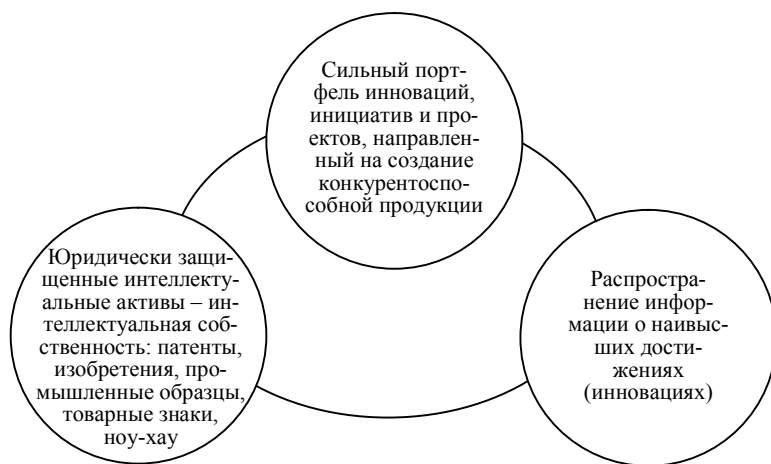 Сильный порт-
фель инноваций,
инициатив и про-
ектов, направлен-
ный на создание
конкурентоспо-
собной продукции
Юридически защи-
щенные интеллекту-
альные активы – ин-
теллектуальная соб-
ственность: патенты,
изобретения, про-
мышленные образцы,
товарные знаки,
ноу-хау
Распростра-
нение инфор-
мации о наивыс-
ших дости-
жениях
(инновациях)